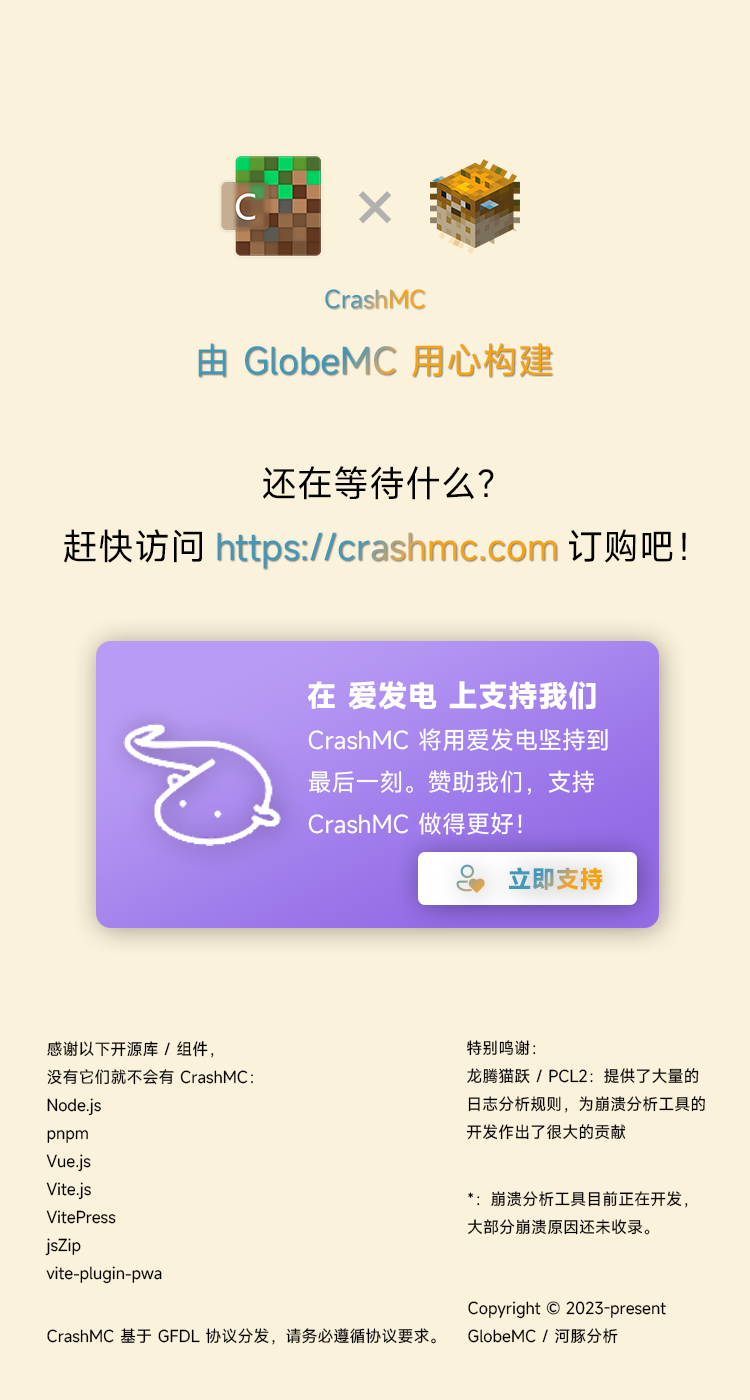 C
CrashMC
由 GlobeMC 用心构建
还在等待什么？
赶快访问 https://crashmc.com 订购吧！
在 爱发电 上支持我们
CrashMC 将用爱发电坚持到
最后一刻。赞助我们，支持
CrashMC 做得更好！
立即支持
感谢以下开源库 / 组件，
没有它们就不会有 CrashMC：
Node.js
pnpm
Vue.js
Vite.js
VitePress
jsZip
vite-plugin-pwa
CrashMC 基于 GFDL 协议分发，请务必遵循协议要求。
特别鸣谢：
龙腾猫跃 / PCL2：提供了大量的
日志分析规则，为崩溃分析工具的
开发作出了很大的贡献
*：崩溃分析工具目前正在开发，
大部分崩溃原因还未收录。
Copyright © 2023-present
GlobeMC / 河豚分析